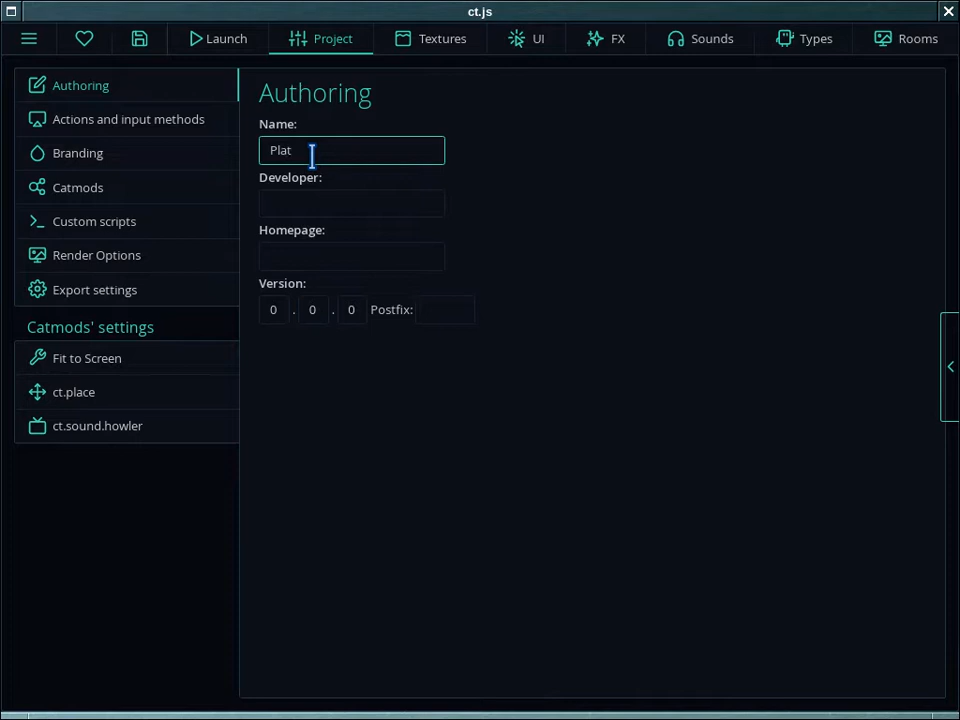 ct.js
Launch
Project
Textures
UI
FX
Sounds
Types
Rooms
Authoring
Actions and input methods
Branding
Catmods
Custom scripts
Render Options
Export settings
Catmods' settings
Fit to Screen
ct.place
ct.sound.howler
Authoring
Name:
Plat
Developer:
Homepage:
Version:
0 . 0 . 0 Postfix: